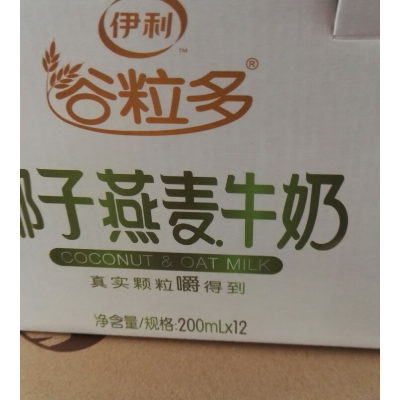 伊利
™
谷粒多®
椰子燕麦牛奶
COCONUT & OAT MILK
真实颗粒嚼得到
净含量/规格:200mLx12